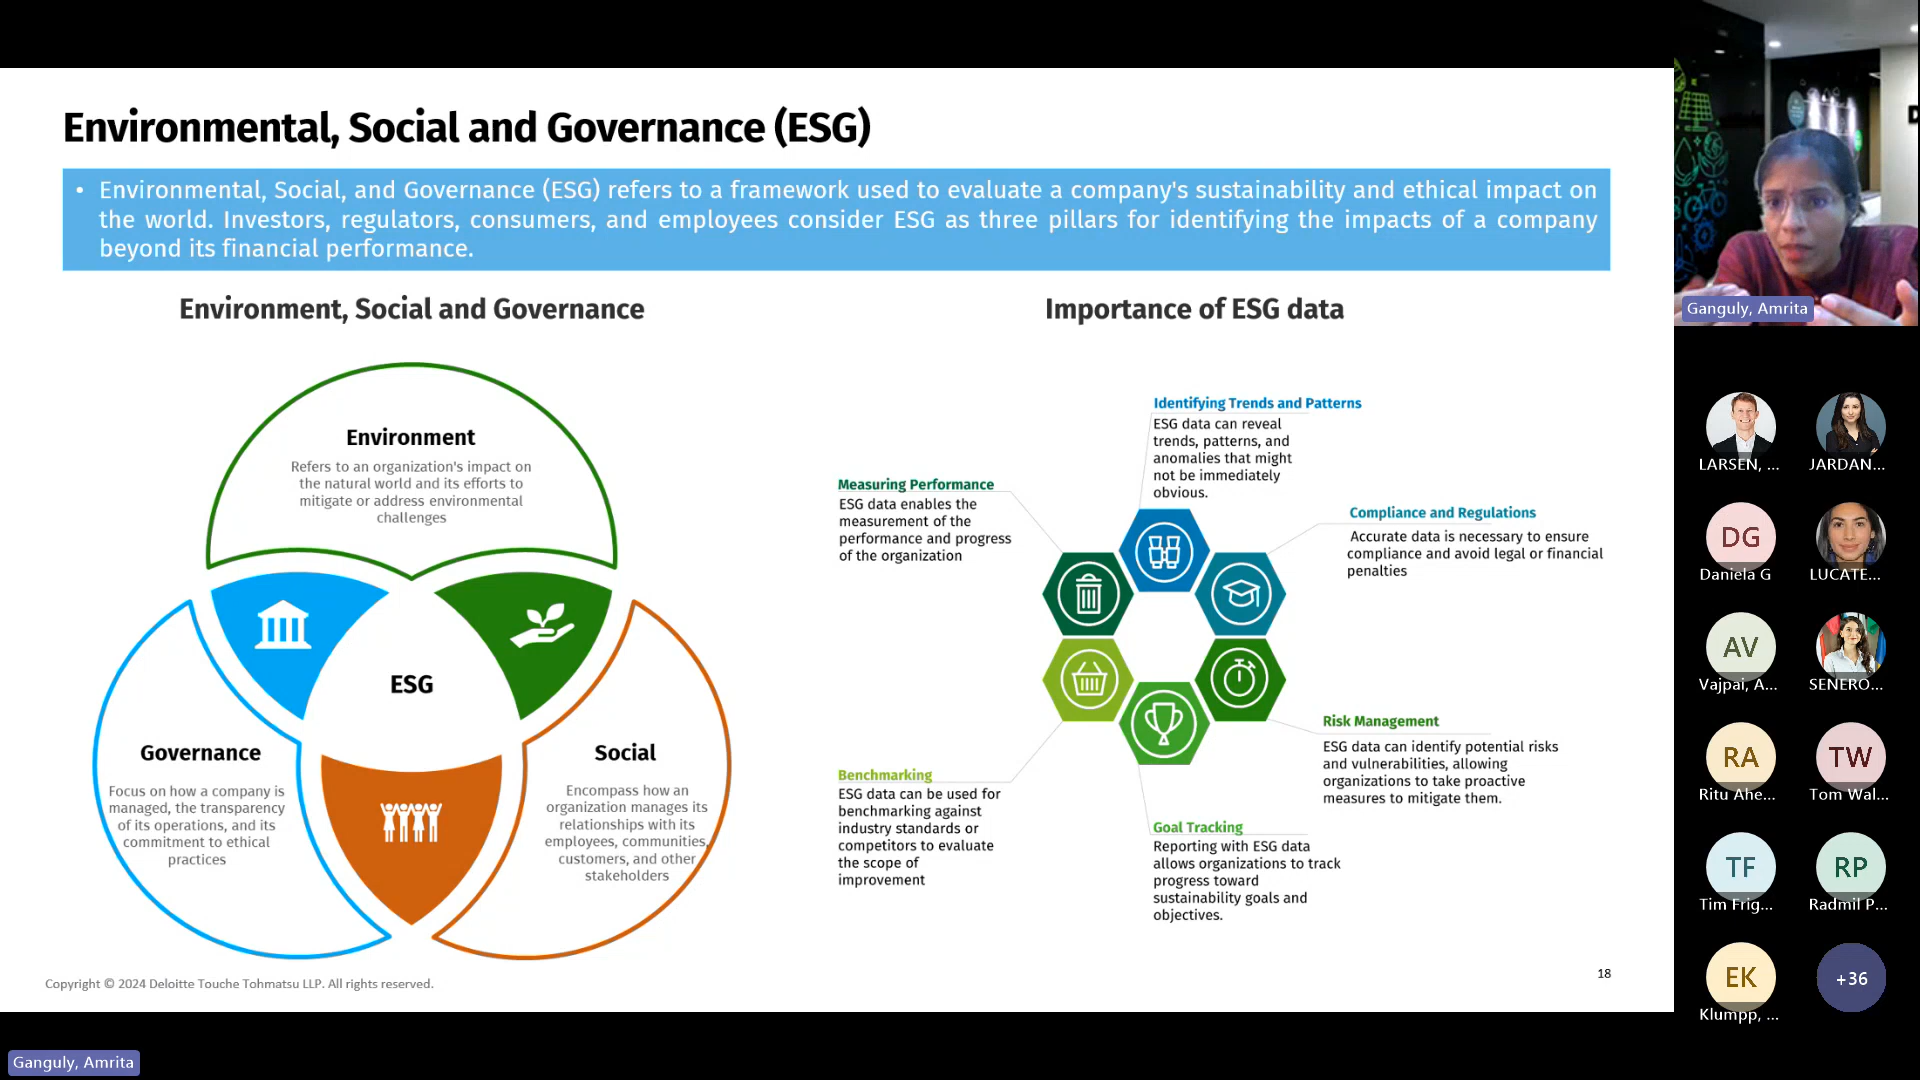 Environmental, Social and Governance (ESG)
• Environmental, Social, and Governance (ESG) refers to a framework used to evaluate a company's sustainability and ethical impact on
the world. Investors, regulators, consumers, and employees consider ESG as three pillars for identifying the impacts of a company
beyond its financial performance.
Environment, Social and Governance
Environment
Refers to an organization's impact on
the natural world and its efforts to
mitigate or address environmental
challenges
ESG
Governance
Focus on how a company is
managed, the transparency
of its operations, and its
commitment to ethical
practices
Social
Encompass how an
organization manages its
relationships with its
employees, communities,
customers, and other
stakeholders
Importance of ESG data
Identifying Trends and Patterns
ESG data can reveal
trends, patterns, and
anomalies that might
not be immediately
obvious.
Measuring Performance
ESG data enables the
measurement of the
performance and progress
of the organization
Compliance and Regulations
Accurate data is necessary to ensure
compliance and avoid legal or financial
penalties
Risk Management
ESG data can identify potential risks
and vulnerabilities, allowing
organizations to take proactive
measures to mitigate them.
Benchmarking
ESG data can be used for
benchmarking against
industry standards or
competitors to evaluate
the scope of
improvement
Goal Tracking
Reporting with ESG data
allows organizations to track
progress toward
sustainability goals and
objectives.
Copyright © 2024 Deloitte Touche Tohmatsu LLP. All rights reserved.
18
Ganguly, Amrita
D
Ganguly, Amrita
LARSEN, ...
JARDAN...
DG
Daniela G
LUCATE...
AV
Vajpai, A...
SENERO...
RA
Ritu Ahe...
TW
Tom Wal...
TF
Tim Frig...
RP
Radmil P...
EK
Klumpp, ...
+36